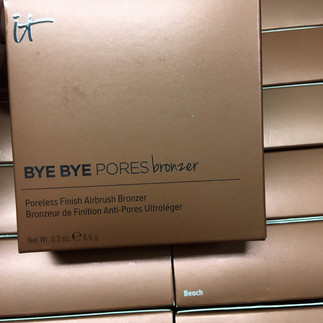 it
BYE BYE PORES bronzer
Poreless Finish Airbrush Bronzer
Bronzeur de Finition Anti-Pores Ultroléger
Net. Wt. 0.3 oz. ℮ 8.6 g
Beach